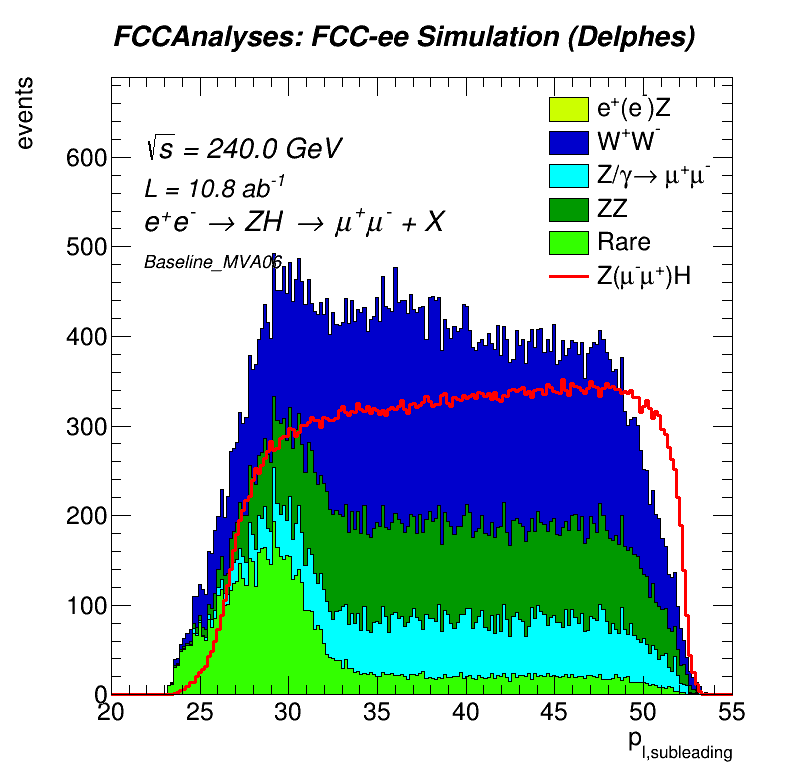 FCCAnalyses: FCC-ee Simulation (Delphes)
events
√s = 240.0 GeV
L = 10.8 ab⁻¹
e⁺e⁻ → ZH → μ⁺μ⁻ + X
Baseline_MVA06
e⁺(e⁻)Z
W⁺W⁻
Z/γ→ μ⁺μ⁻
ZZ
Rare
Z(μ⁻μ⁺)H
600
500
400
300
200
100
0
20 25 30 35 40 45 50 55
p_l,subleading